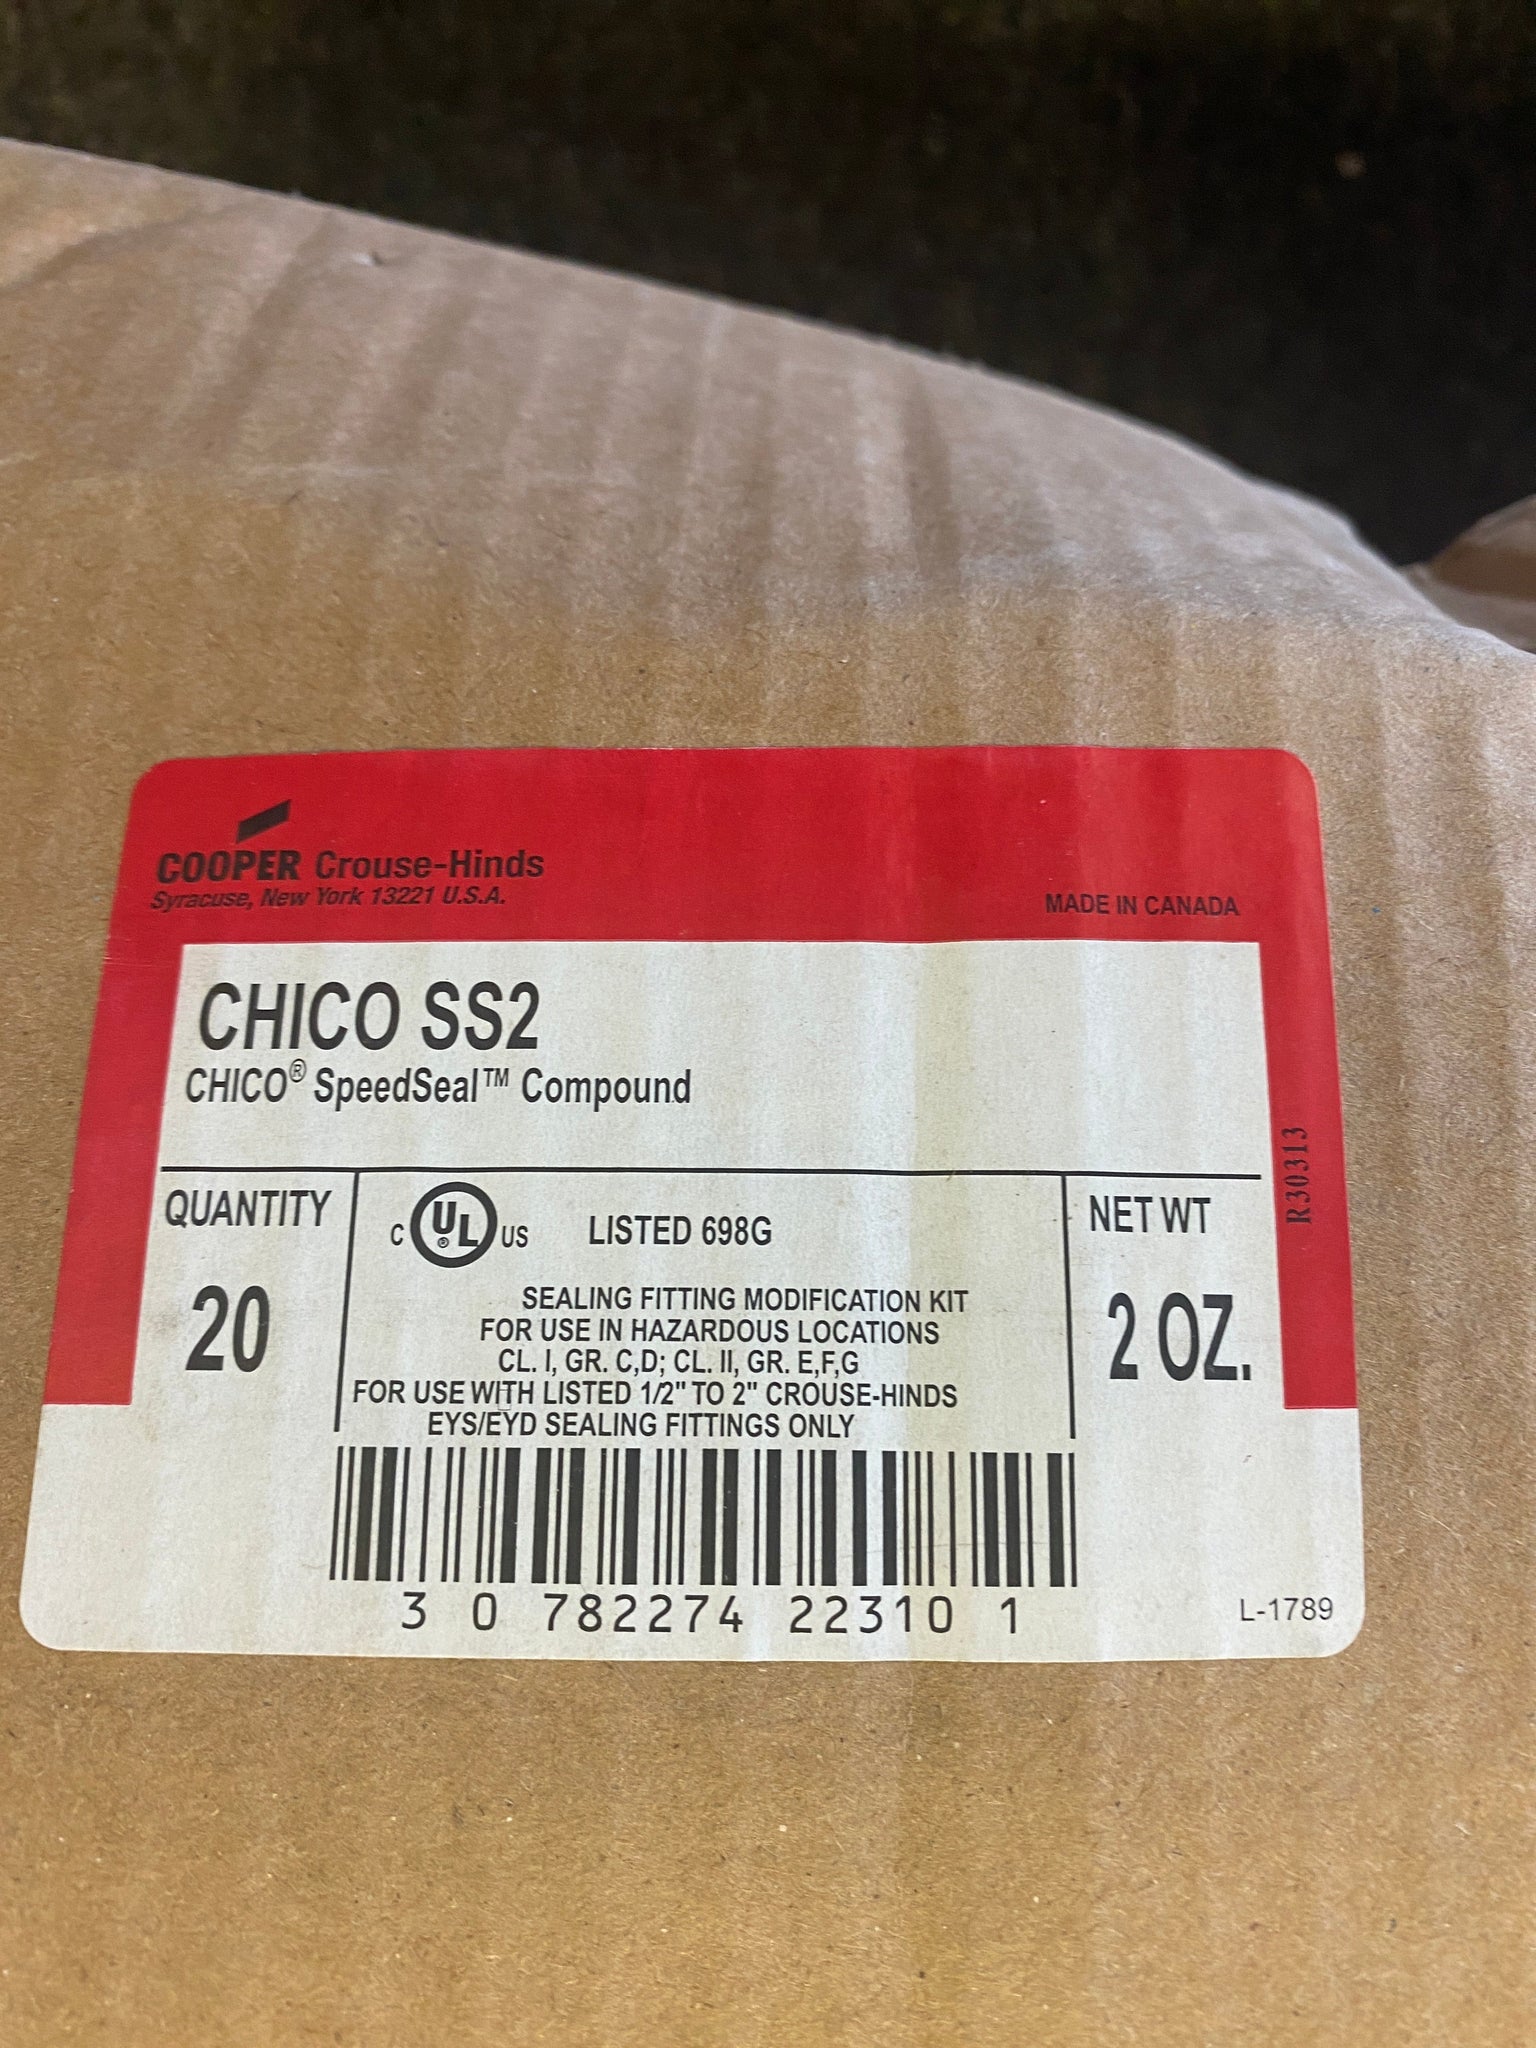 COOPER Crouse-Hinds
Syracuse, New York 13221 U.S.A.
MADE IN CANADA
CHICO SS2
CHICO® SpeedSeal™ Compound
R30313
QUANTITY
20
C UL® US LISTED 698G
SEALING FITTING MODIFICATION KIT
FOR USE IN HAZARDOUS LOCATIONS
CL. I, GR. C,D; CL. II, GR. E,F,G
FOR USE WITH LISTED 1/2" TO 2" CROUSE-HINDS
EYS/EYD SEALING FITTINGS ONLY
NET WT
2 OZ.
3 0 782274 22310 1
L-1789